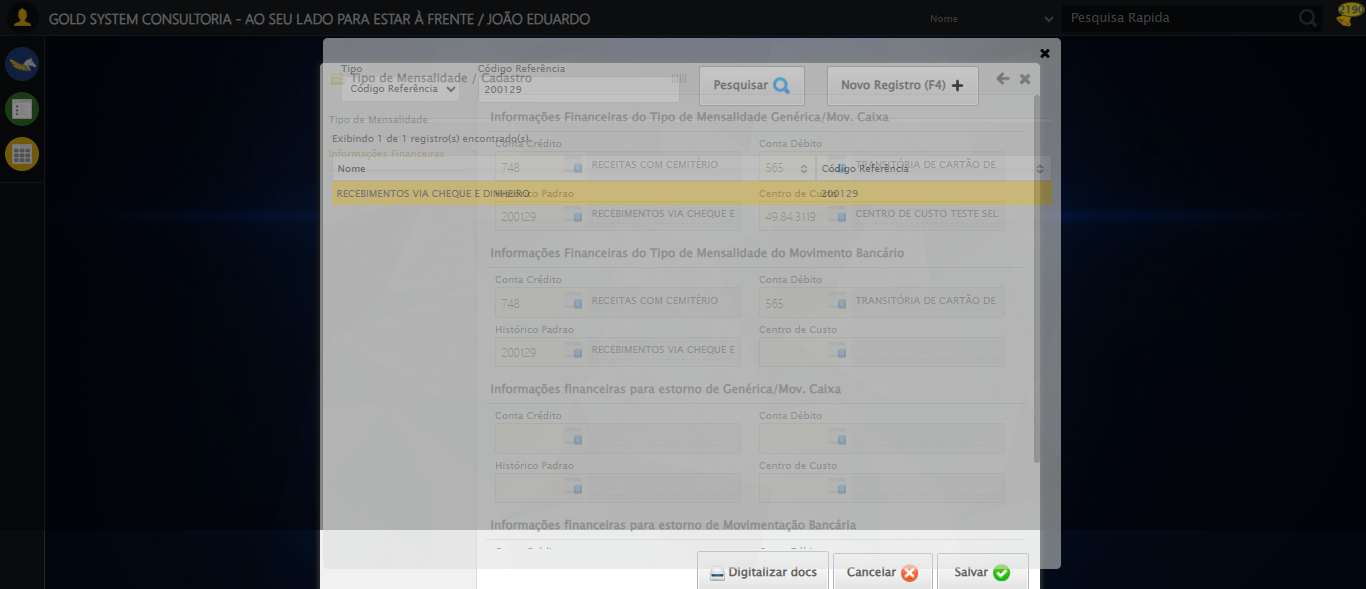 GOLD SYSTEM CONSULTORIA - AO SEU LADO PARA ESTAR À FRENTE / JOÃO EDUARDO
Nome
Pesquisa Rapida
2190
Tipo
Código Referência
Tipo de Mensalidade / Cadastro
Código Referência
200129
Pesquisar
Novo Registro (F4)
Tipo de Mensalidade
Informações Financeiras do Tipo de Mensalidade Genérica/Mov. Caixa
Exibindo 1 de 1 registro(s) encontrado(s).
Informações Financeiras
Conta Crédito
Conta Débito
748
RECEITAS COM CEMITÉRIO
565
TRANSITÓRIA DE CARTÃO DE
Nome
Código Referência
RECEBIMENTOS VIA CHEQUE E DINHEIRO
200129
Histórico Padrao
Centro de Custo
200129
RECEBIMENTOS VIA CHEQUE E
49.84.3119
CENTRO DE CUSTO TESTE SEL
Informações Financeiras do Tipo de Mensalidade do Movimento Bancário
Conta Crédito
Conta Débito
748
RECEITAS COM CEMITÉRIO
565
TRANSITÓRIA DE CARTÃO DE
Histórico Padrao
Centro de Custo
200129
RECEBIMENTOS VIA CHEQUE E
Informações financeiras para estorno de Genérica/Mov. Caixa
Conta Crédito
Conta Débito
Histórico Padrao
Centro de Custo
Informações financeiras para estorno de Movimentação Bancária
Digitalizar docs
Cancelar
Salvar